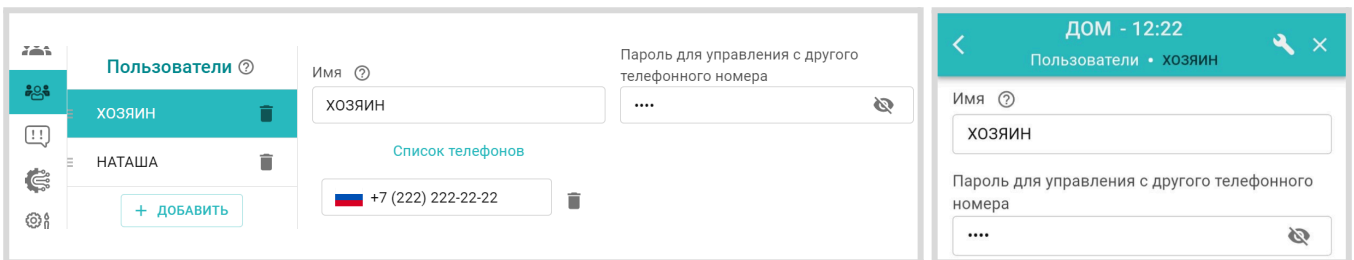 Пользователи
ХОЗЯИН
НАТАША
+ ДОБАВИТЬ
Имя
ХОЗЯИН
Пароль для управления с другого
телефонного номера
••••
Список телефонов
+7 (222) 222-22-22
ДОМ - 12:22
Пользователи • ХОЗЯИН
Имя
ХОЗЯИН
Пароль для управления с другого телефонного
номера
••••